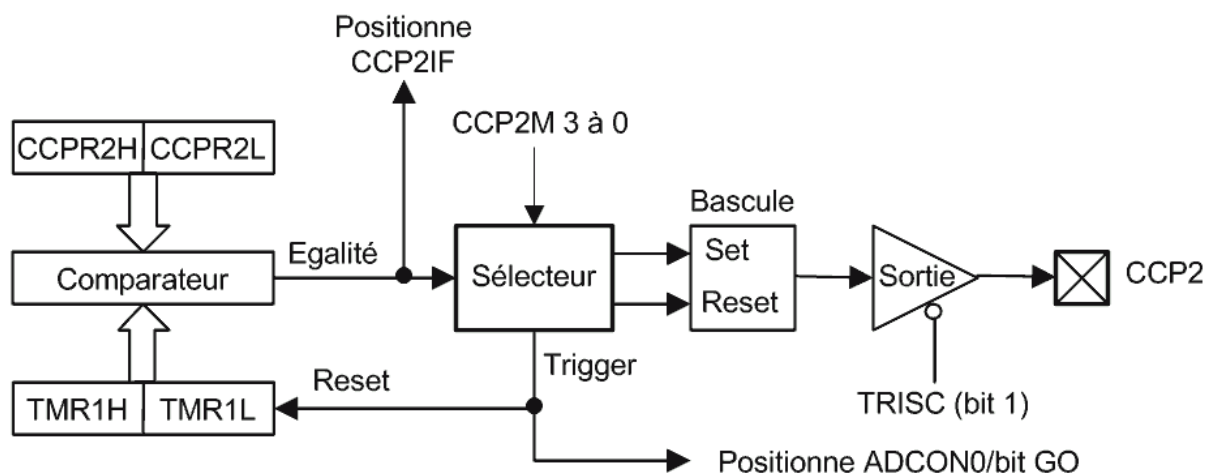 Positionne
CCP2IF
CCP2M 3 à 0
CCPR2H CCPR2L
Bascule
Egalité
Set
Comparateur
Sélecteur
Sortie
CCP2
Reset
Trigger
Reset
TMR1H TMR1L
TRISC (bit 1)
Positionne ADCON0/bit GO